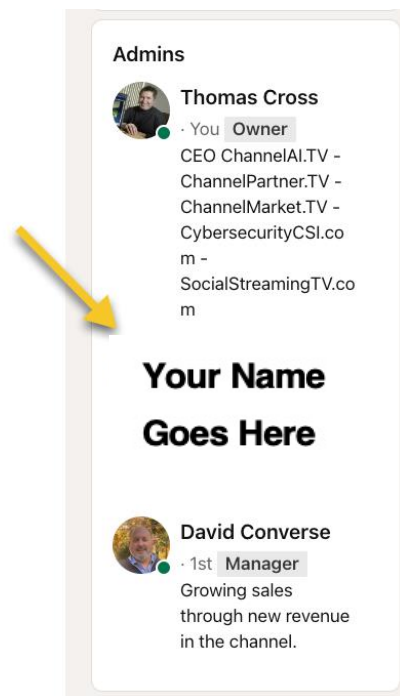 Admins
Thomas Cross
· You Owner
CEO ChannelAI.TV -
ChannelPartner.TV -
ChannelMarket.TV -
CybersecurityCSI.co
m -
SocialStreamingTV.co
m
Your Name
Goes Here
David Converse
· 1st Manager
Growing sales
through new revenue
in the channel.